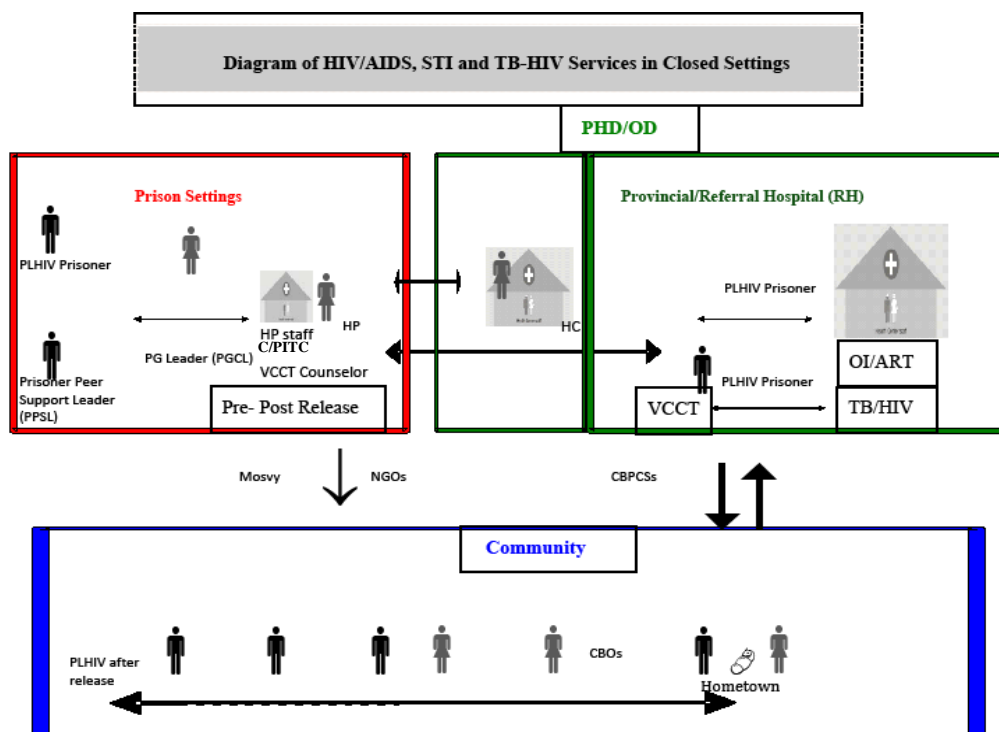 Diagram of HIV/AIDS, STI and TB-HIV Services in Closed Settings
PHD/OD
Prison Settings
PLHIV Prisoner
HP
HP staff
C/PITC
PG Leader (PGCL)
VCCT Counselor
Prisoner Peer
Support Leader
(PPSL)
Pre- Post Release
HC
Provincial/Referral Hospital (RH)
PLHIV Prisoner
OI/ART
PLHIV Prisoner
VCCT
TB/HIV
Mosvy
NGOs
CBPCSs
Community
PLHIV after
release
CBOs
Hometown